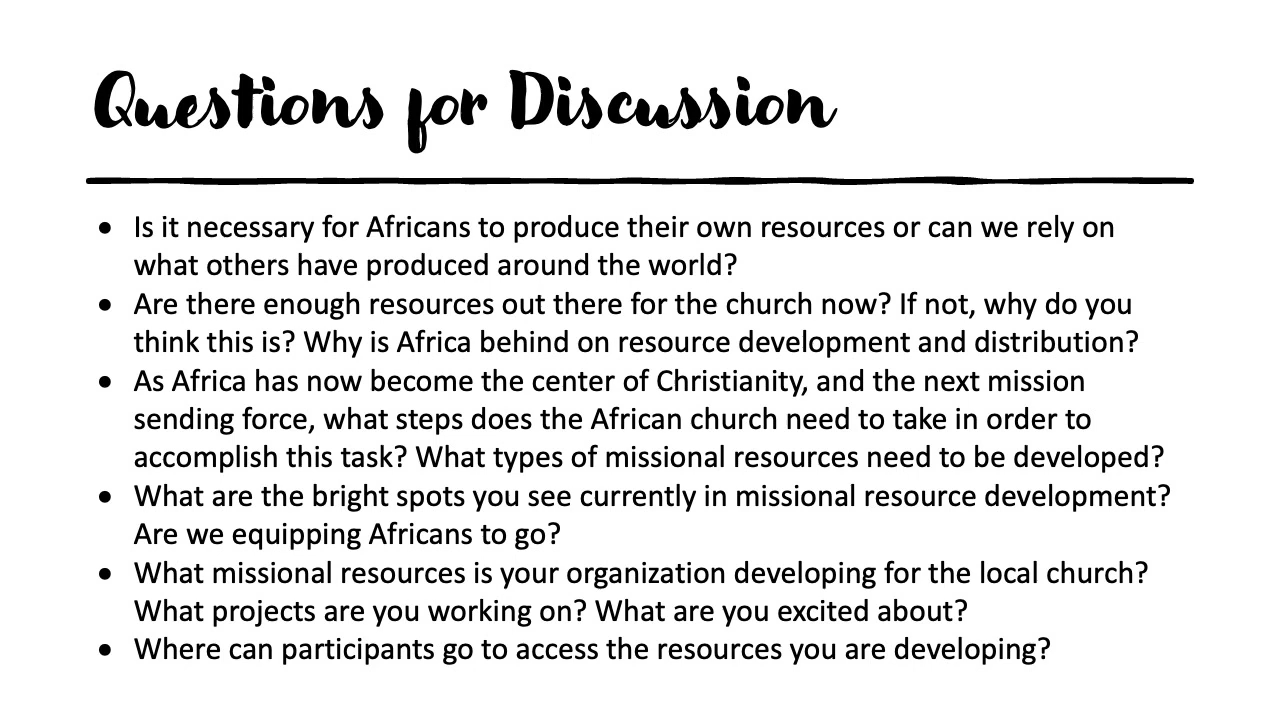 Questions for Discussion
• Is it necessary for Africans to produce their own resources or can we rely on
what others have produced around the world?
• Are there enough resources out there for the church now? If not, why do you
think this is? Why is Africa behind on resource development and distribution?
• As Africa has now become the center of Christianity, and the next mission
sending force, what steps does the African church need to take in order to
accomplish this task? What types of missional resources need to be developed?
• What are the bright spots you see currently in missional resource development?
Are we equipping Africans to go?
• What missional resources is your organization developing for the local church?
What projects are you working on? What are you excited about?
• Where can participants go to access the resources you are developing?